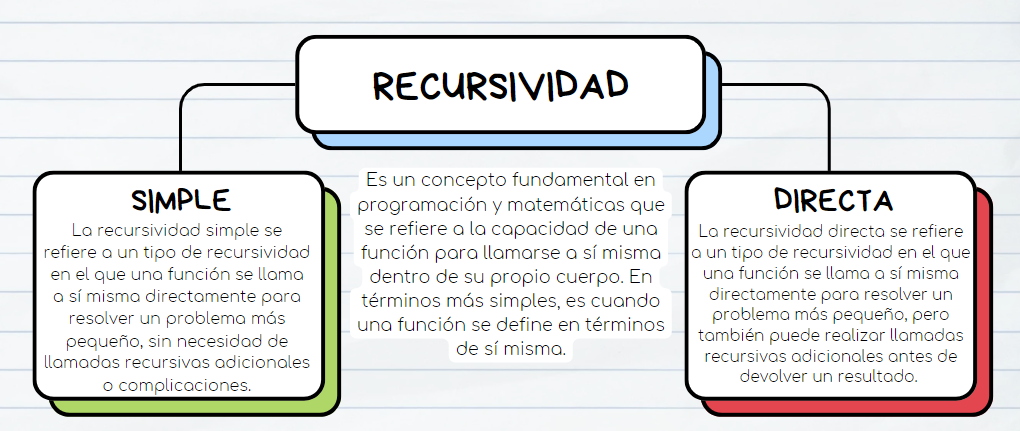 RECURSIVIDAD
SIMPLE
La recursividad simple se
refiere a un tipo de recursividad
en el que una función se llama
a sí misma directamente para
resolver un problema más
pequeño, sin necesidad de
llamadas recursivas adicionales
o complicaciones.
Es un concepto fundamental en
programación y matemáticas que
se refiere a la capacidad de una
función para llamarse a sí misma
dentro de su propio cuerpo. En
términos más simples, es cuando
una función se define en términos
de sí misma.
DIRECTA
La recursividad directa se refiere
a un tipo de recursividad en el que
una función se llama a sí misma
directamente para resolver un
problema más pequeño, pero
también puede realizar llamadas
recursivas adicionales antes de
devolver un resultado.